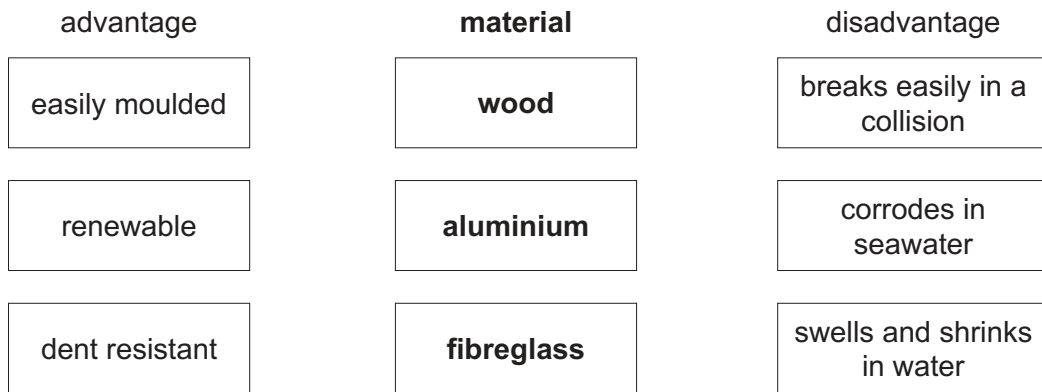 advantage
material
disadvantage
easily moulded
wood
breaks easily in a
collision
renewable
aluminium
corrodes in
seawater
dent resistant
fibreglass
swells and shrinks
in water